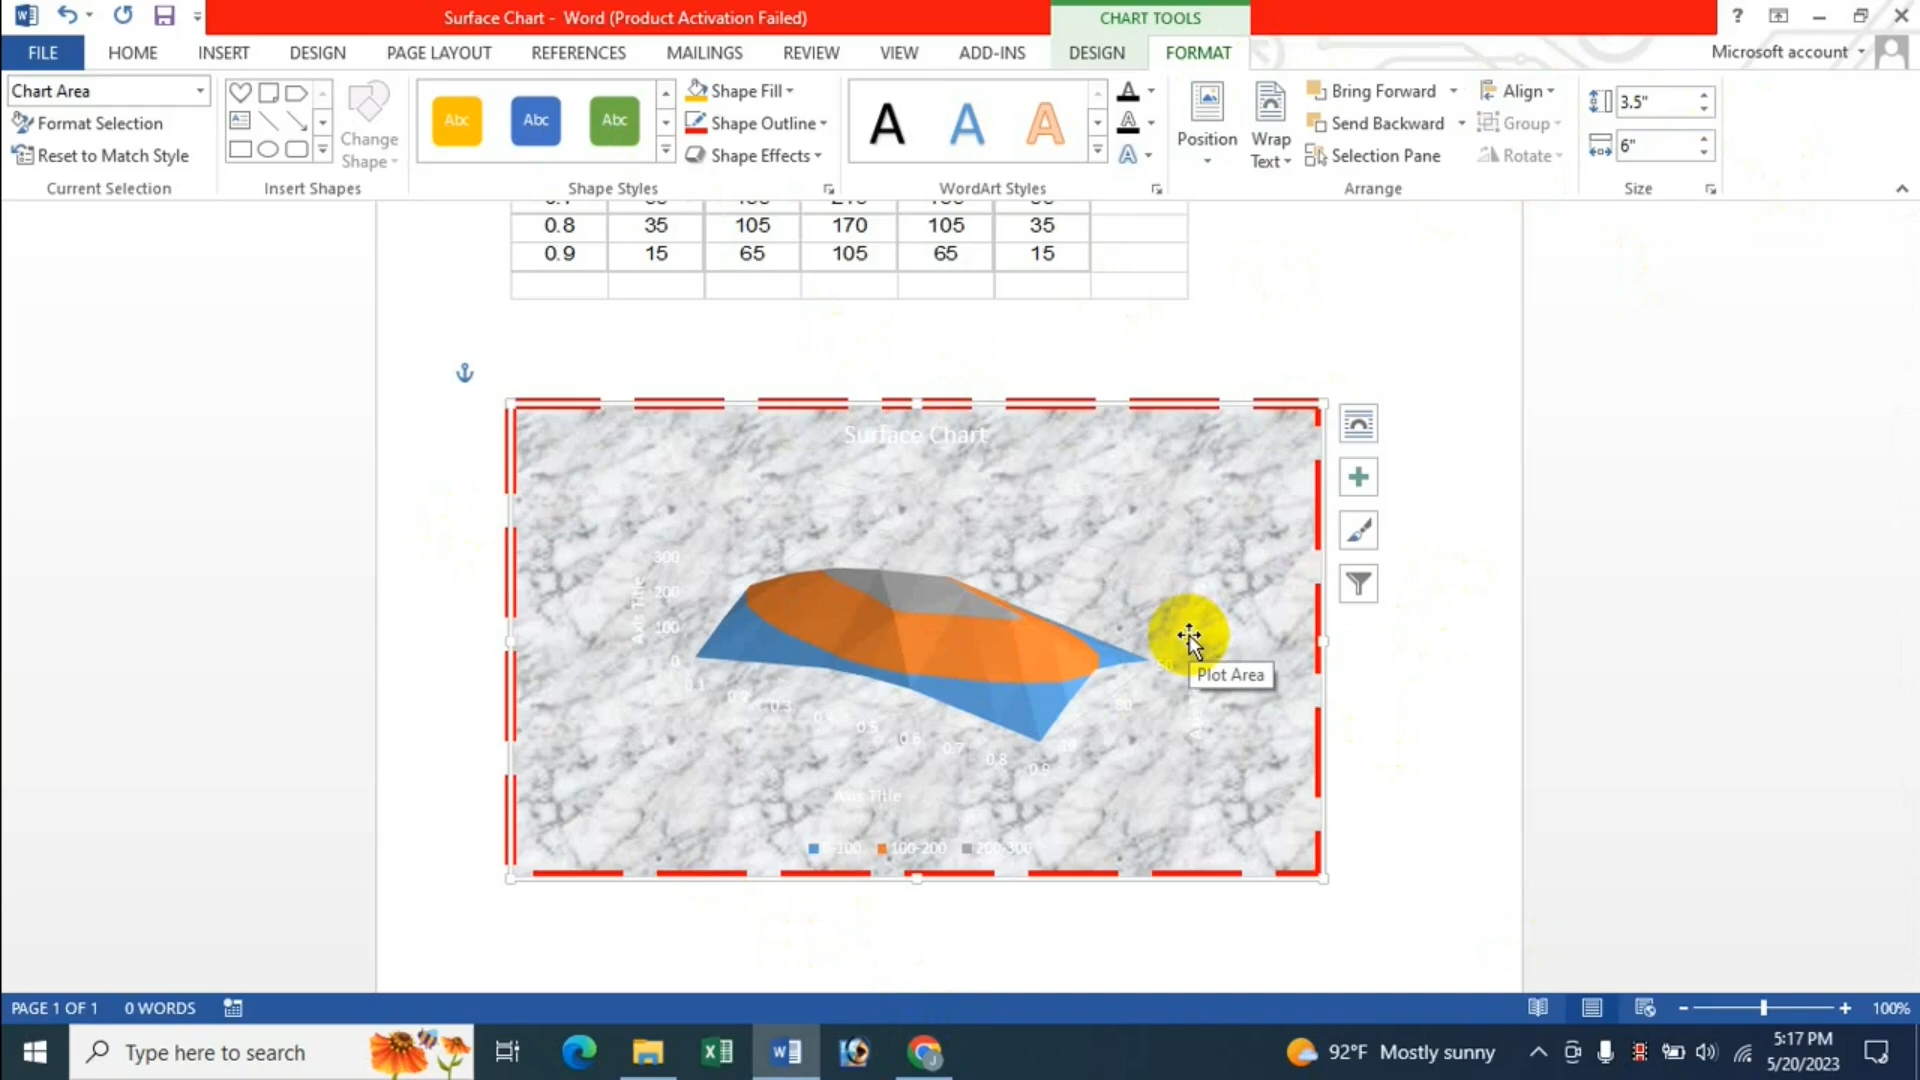 Surface Chart - Word (Product Activation Failed)
CHART TOOLS
?
FILE
HOME
INSERT
DESIGN
PAGE LAYOUT
REFERENCES
MAILINGS
REVIEW
VIEW
ADD-INS
DESIGN
FORMAT
Microsoft account
Chart Area
Format Selection
Reset to Match Style
Current Selection
Change
Shape
Insert Shapes
Abc
Abc
Abc
Shape Fill
Shape Outline
Shape Effects
Shape Styles
A A A
WordArt Styles
Position
Wrap
Text
Bring Forward
Send Backward
Selection Pane
Align
Group
Rotate
Arrange
3.5"
6"
Size
0.8 35 105 170 105 35
0.9 15 65 105 65 15
Surface Chart
300
200
100
0
Axis Title
0.1
0.2
0.3
0.4
0.5
0.6
0.7
0.8
0.9
10
30
50
Axis Title
Plot Area
0-100 100-200 200-300
PAGE 1 OF 1
0 WORDS
100%
Type here to search
92°F Mostly sunny
5:17 PM
5/20/2023